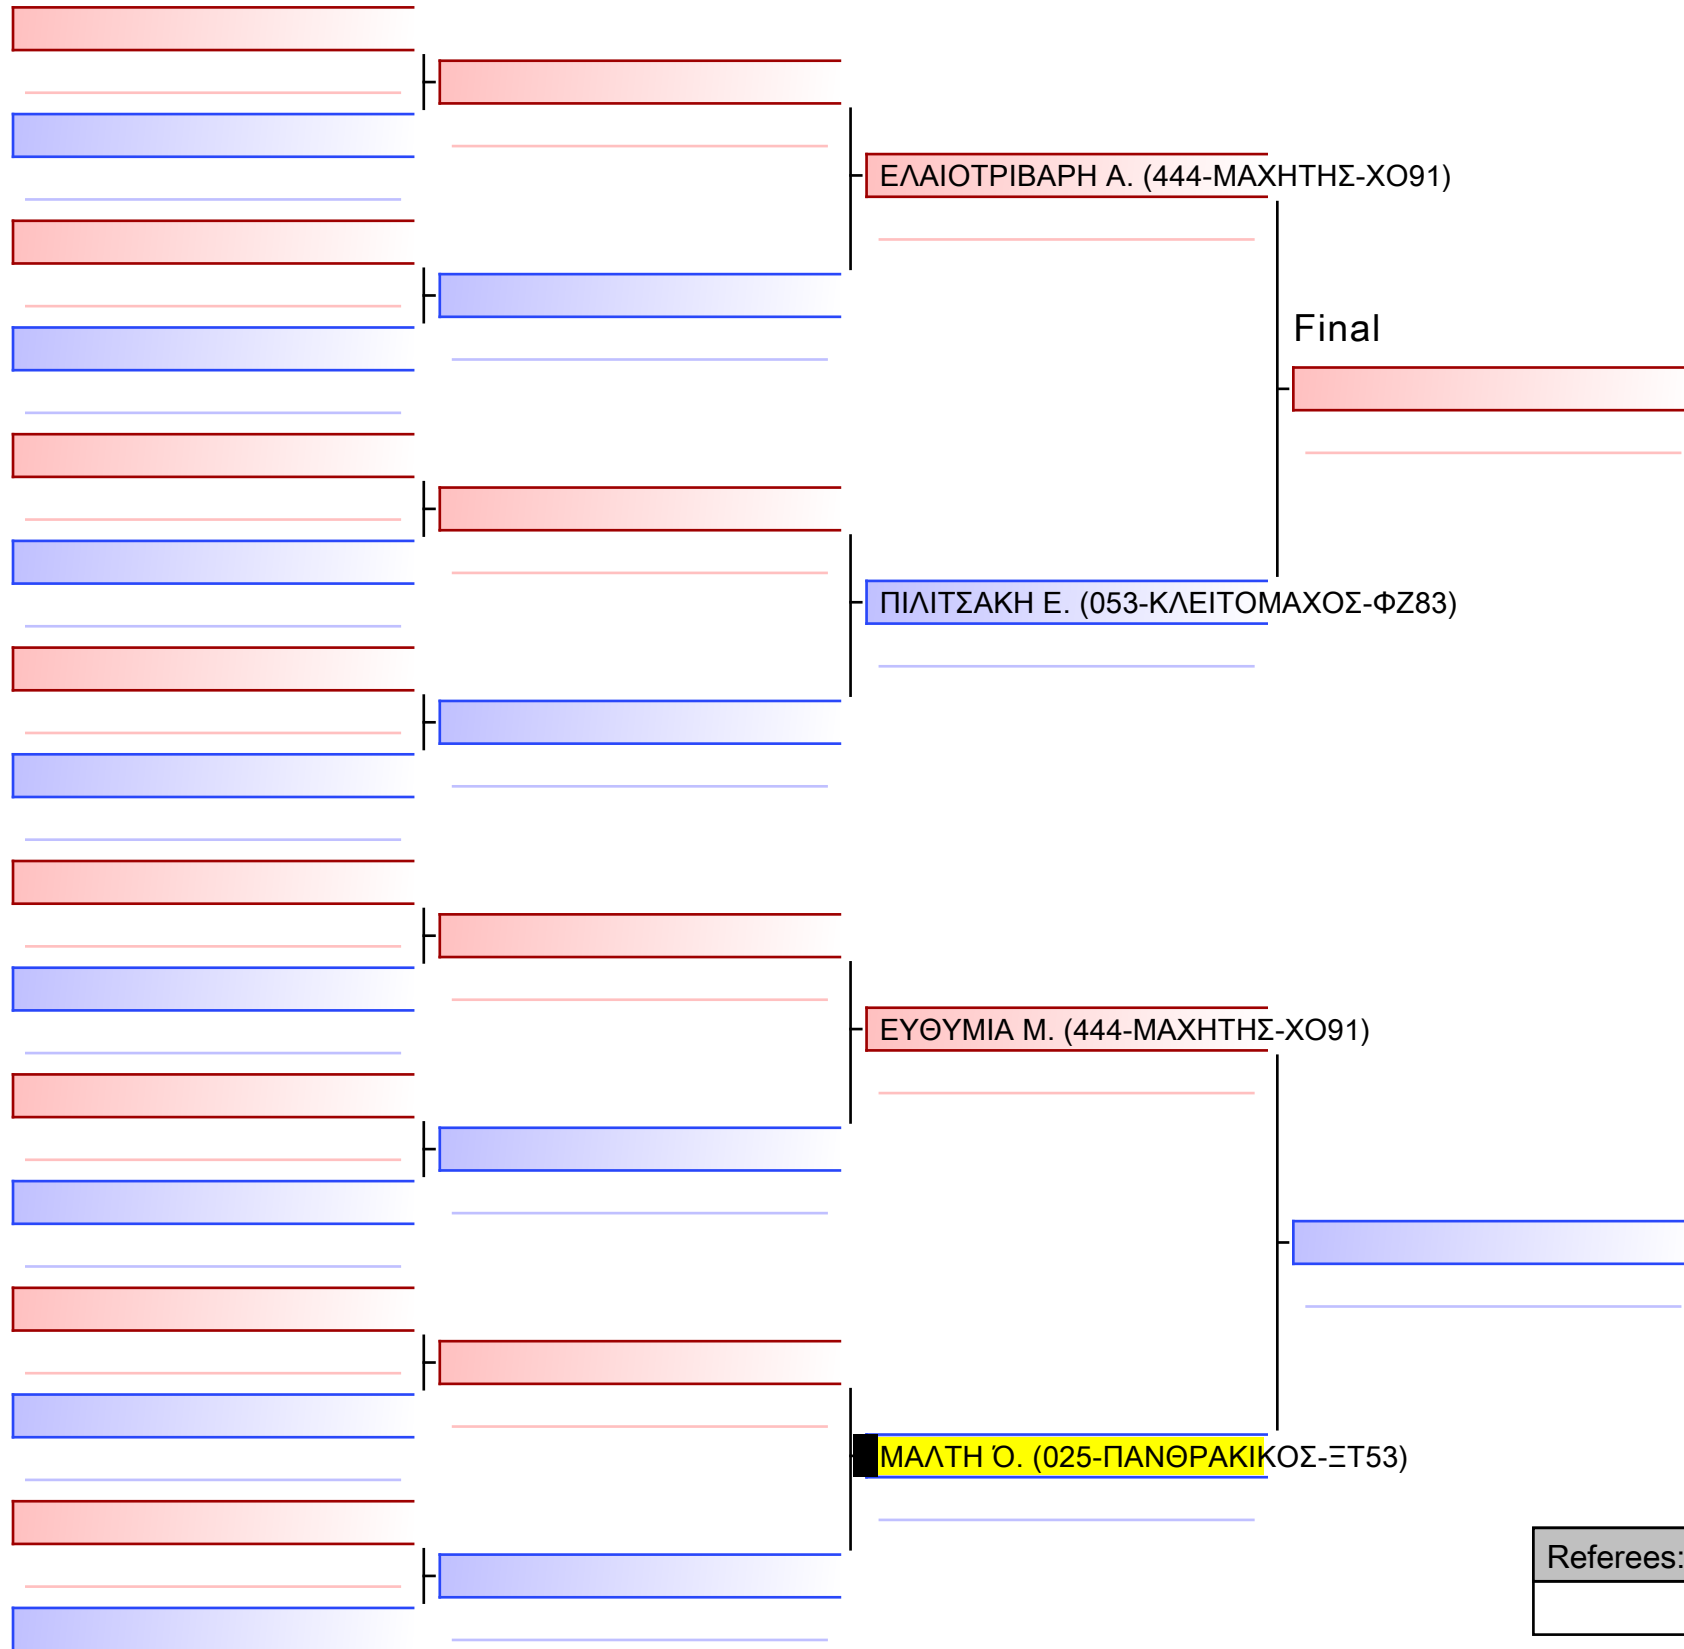 ΕΛΑΙΟΤΡΙΒΑΡΗ Α. (444-ΜΑΧΗΤΗΣ-ΧΟ91)
Final
ΠΙΛΙΤΣΑΚΗ Ε. (053-ΚΛΕΙΤΟΜΑΧΟΣ-ΦΖ83)
ΕΥΘΥΜΙΑ Μ. (444-ΜΑΧΗΤΗΣ-ΧΟ91)
ΜΑΛΤΗ Ό. (025-ΠΑΝΘΡΑΚΙΚΟΣ-ΞΤ53)
Referees: